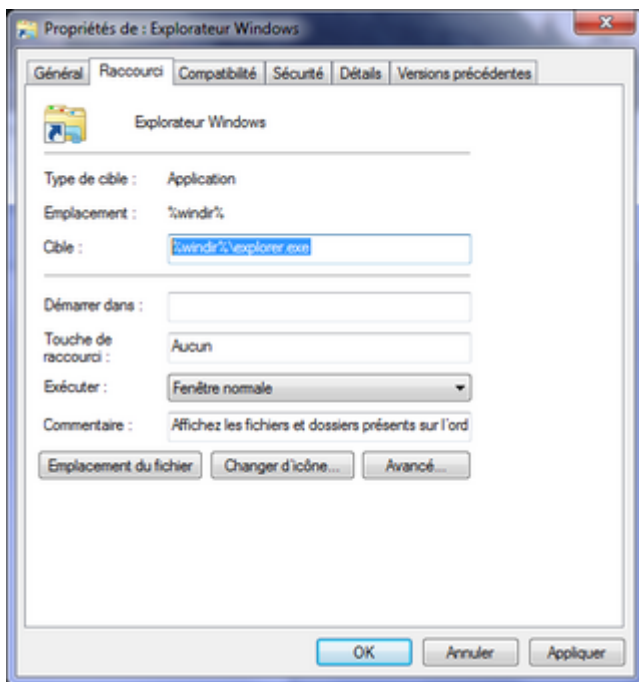 Propriétés de : Explorateur Windows
Général Raccourci Compatibilité Sécurité Détails Versions précédentes
Explorateur Windows
Type de cible : Application
Emplacement : %windir%
Cible : %windir%\explorer.exe
Démarrer dans :
Touche de
raccourci : Aucun
Exécuter : Fenêtre normale
Commentaire : Affichez les fichiers et dossiers présents sur l'ord
Emplacement du fichier Changer d'icône... Avancé...
OK Annuler Appliquer